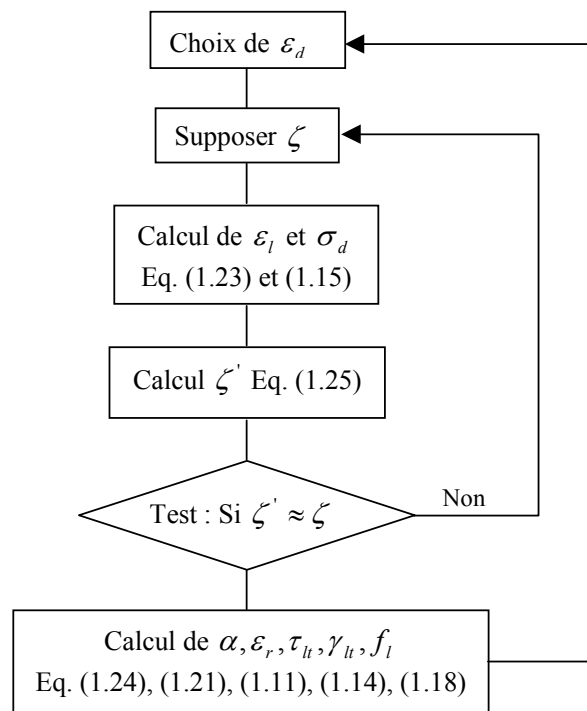 Choix de ε_d
Supposer ζ
Calcul de ε_l et σ_d
Eq. (1.23) et (1.15)
Calcul ζ' Eq. (1.25)
Test : Si ζ' ≈ ζ
Non
Calcul de α, ε_r, τ_lt, γ_lt, f_l
Eq. (1.24), (1.21), (1.11), (1.14), (1.18)